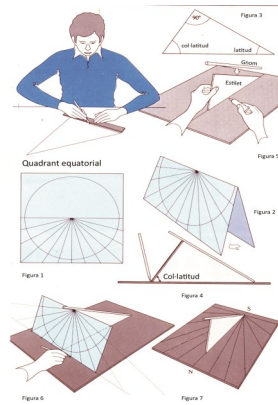 Figura 3
90°
col·latitud
latitud
Gnom
Estilet
Figura 5
Quadrant equatorial
Figura 1
Figura 2
Col·latitud
Figura 4
Figura 6
S
N
Figura 7